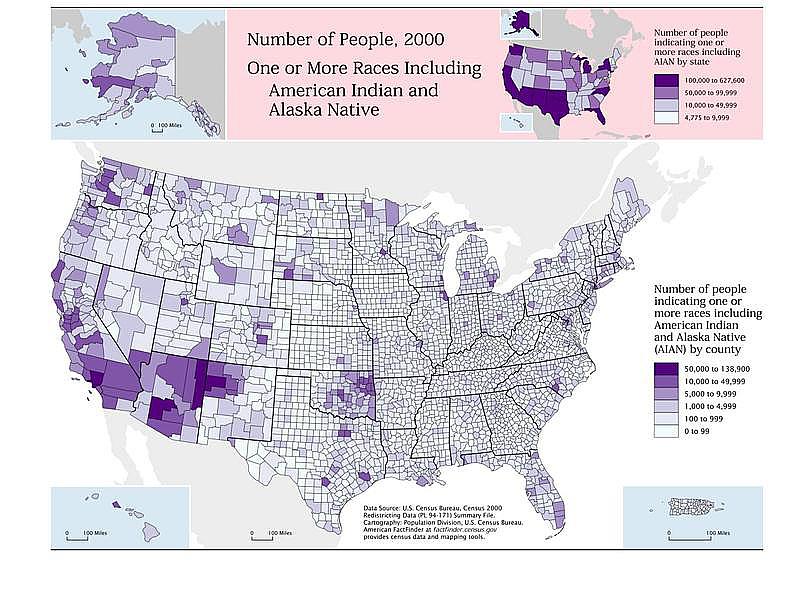 Number of People, 2000
One or More Races Including
American Indian and
Alaska Native
0 100 Miles
Number of people
indicating one or
more races including
AIAN by state
100,000 to 627,600
50,000 to 99,999
10,000 to 49,999
4,775 to 9,999
Number of people
indicating one or
more races including
American Indian
and Alaska Native
(AIAN) by county
50,000 to 138,900
10,000 to 49,999
5,000 to 9,999
1,000 to 4,999
100 to 999
0 to 99
Data Source: U.S. Census Bureau, Census 2000
Redistricting Data (PL 94-171) Summary File.
Cartography: Population Division, U.S. Census Bureau.
American FactFinder at factfinder.census.gov
provides census data and mapping tools.
0 100 Miles
0 100 Miles
0 100 Miles